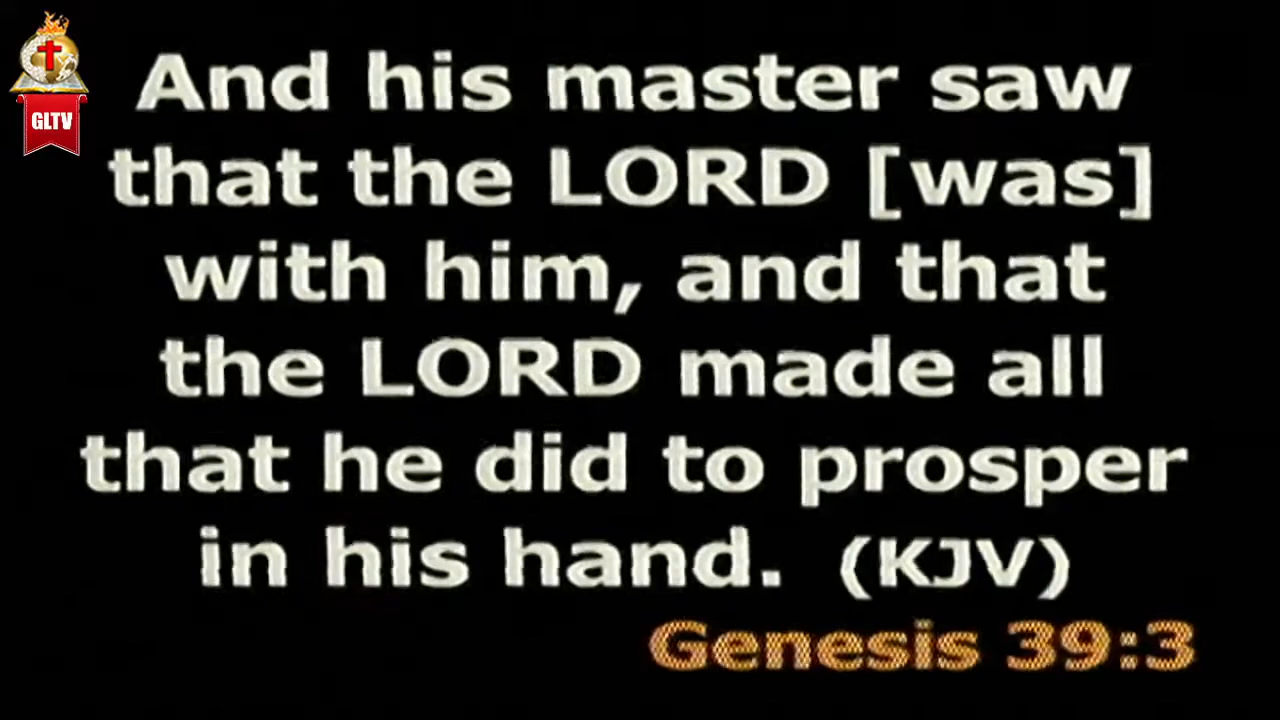 GLTV
And his master saw
that the LORD [was]
with him, and that
the LORD made all
that he did to prosper
in his hand. (KJV)
Genesis 39:3